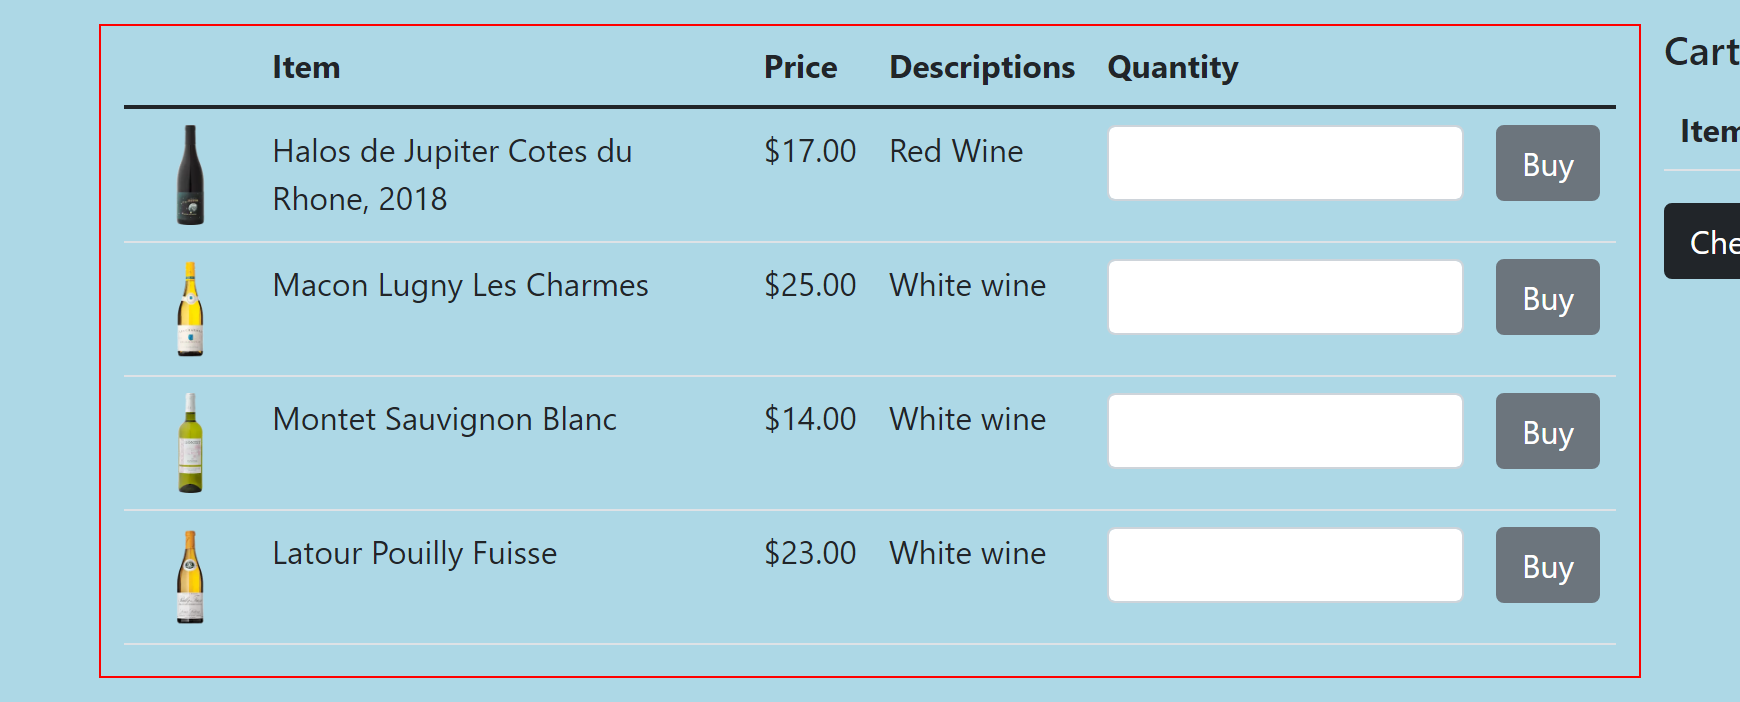 Item Price Descriptions Quantity
Halos de Jupiter Cotes du
Rhone, 2018
$17.00 Red Wine Buy
Macon Lugny Les Charmes $25.00 White wine Buy
Montet Sauvignon Blanc $14.00 White wine Buy
Latour Pouilly Fuisse $23.00 White wine Buy
Cart
Item
Che